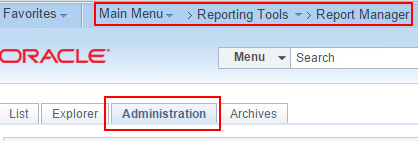 Favorites Main Menu > Reporting Tools > Report Manager
ORACLE
Menu Search
List Explorer Administration Archives